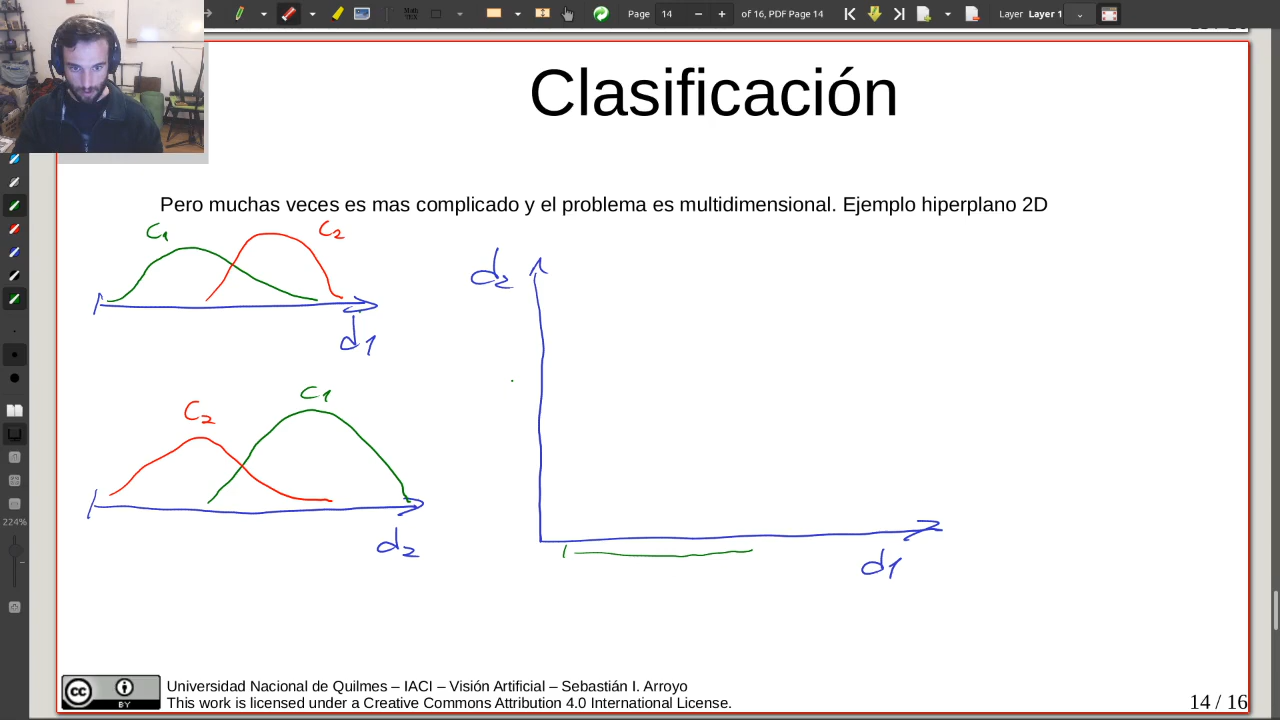 Page 14 of 16, PDF Page 14 Layer Layer 1
Clasificación
Pero muchas veces es mas complicado y el problema es multidimensional. Ejemplo hiperplano 2D
C1
C2
d1
d2
C2
C1
d2
d1
224%
Universidad Nacional de Quilmes – IACI – Visión Artificial – Sebastián I. Arroyo
This work is licensed under a Creative Commons Attribution 4.0 International License.
cc
BY
14 / 16